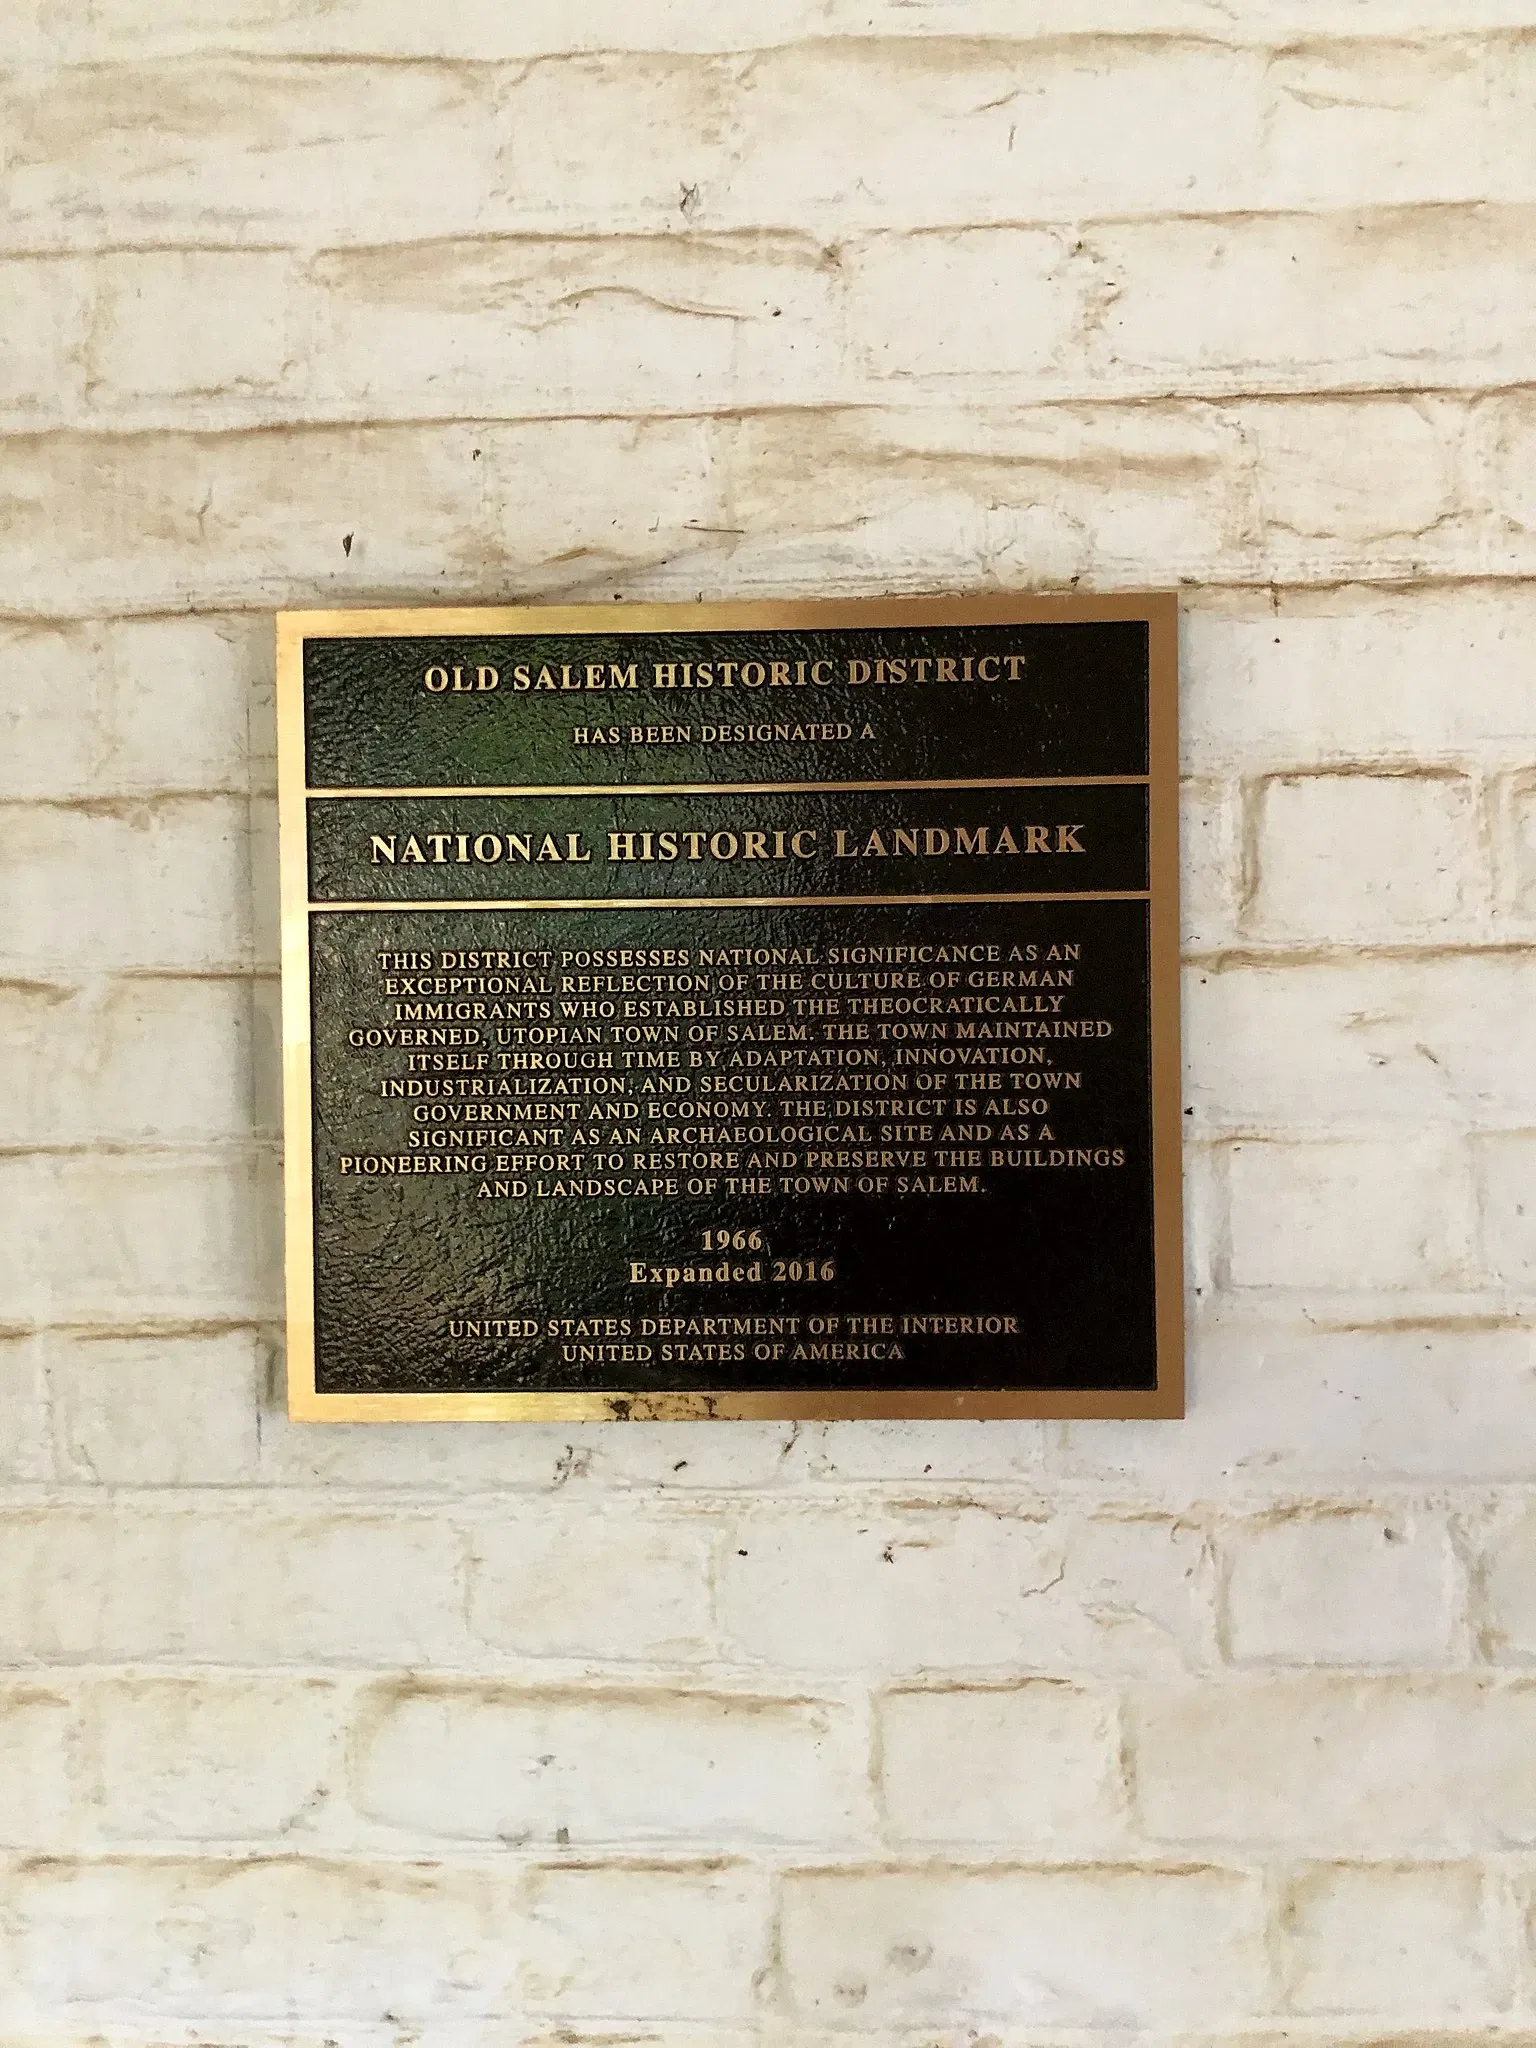 OLD SALEM HISTORIC DISTRICT
HAS BEEN DESIGNATED A
NATIONAL HISTORIC LANDMARK
THIS DISTRICT POSSESSES NATIONAL SIGNIFICANCE AS AN
EXCEPTIONAL REFLECTION OF THE CULTURE OF GERMAN
IMMIGRANTS WHO ESTABLISHED THE THEOCRATICALLY
GOVERNED, UTOPIAN TOWN OF SALEM. THE TOWN MAINTAINED
ITSELF THROUGH TIME BY ADAPTATION, INNOVATION,
INDUSTRIALIZATION, AND SECULARIZATION OF THE TOWN
GOVERNMENT AND ECONOMY. THE DISTRICT IS ALSO
SIGNIFICANT AS AN ARCHAEOLOGICAL SITE AND AS A
PIONEERING EFFORT TO RESTORE AND PRESERVE THE BUILDINGS
AND LANDSCAPE OF THE TOWN OF SALEM.
1966
Expanded 2016
UNITED STATES DEPARTMENT OF THE INTERIOR
UNITED STATES OF AMERICA